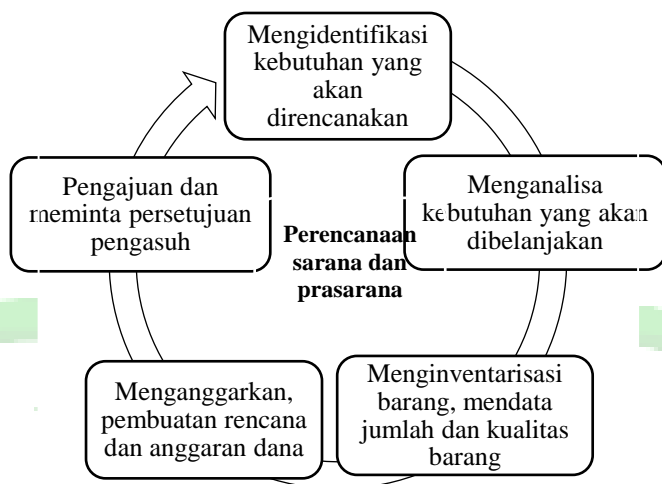 Mengidentifikasi
kebutuhan yang
akan
direncanakan
Menganalisa
kebutuhan yang akan
dibelanjakan
Menginventarisasi
barang, mendata
jumlah dan kualitas
barang
Menganggarkan,
pembuatan rencana
dan anggaran dana
Pengajuan dan
meminta persetujuan
pengasuh
Perencanaan
sarana dan
prasarana